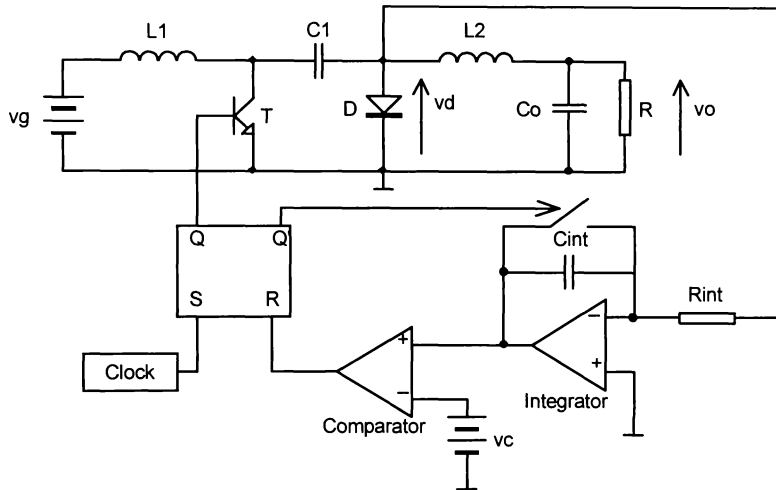 L1
C1
L2
vg
T
D
vd
Co
R
vo
Q
Q'
S
R
Cint
Rint
Clock
+
−
−
+
Comparator
Integrator
vc